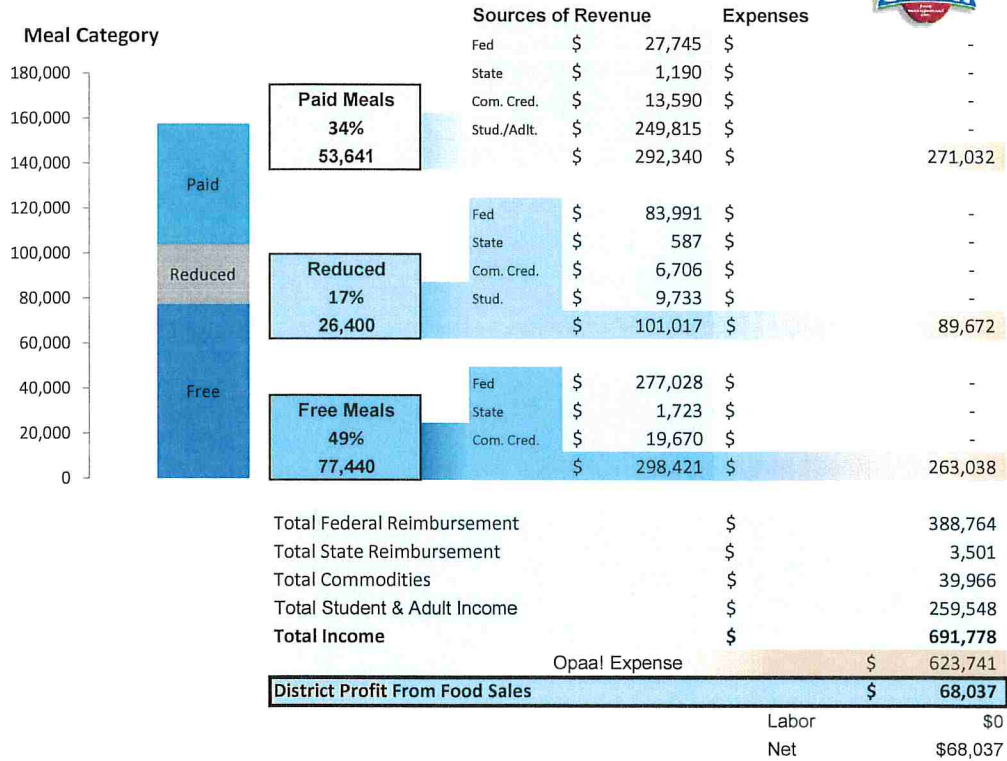 Sources of Revenue Expenses
Meal Category
Fed $ 27,745 $ -
180,000
State $ 1,190 $ -
Paid Meals
Com. Cred. $ 13,590 $ -
160,000
34%
Stud./Adlt. $ 249,815 $ -
53,641
$ 292,340 $ 271,032
140,000
Paid
120,000
Fed $ 83,991 $ -
State $ 587 $ -
100,000
Reduced
Reduced
Com. Cred. $ 6,706 $ -
80,000
17%
Stud. $ 9,733 $ -
26,400
$ 101,017 $ 89,672
60,000
40,000
Free
Fed $ 277,028 $ -
Free Meals
State $ 1,723 $ -
20,000
49%
Com. Cred. $ 19,670 $ -
0
77,440
$ 298,421 $ 263,038
Total Federal Reimbursement $ 388,764
Total State Reimbursement $ 3,501
Total Commodities $ 39,966
Total Student & Adult Income $ 259,548
Total Income $ 691,778
Opaa! Expense $ 623,741
District Profit From Food Sales $ 68,037
Labor $0
Net $68,037